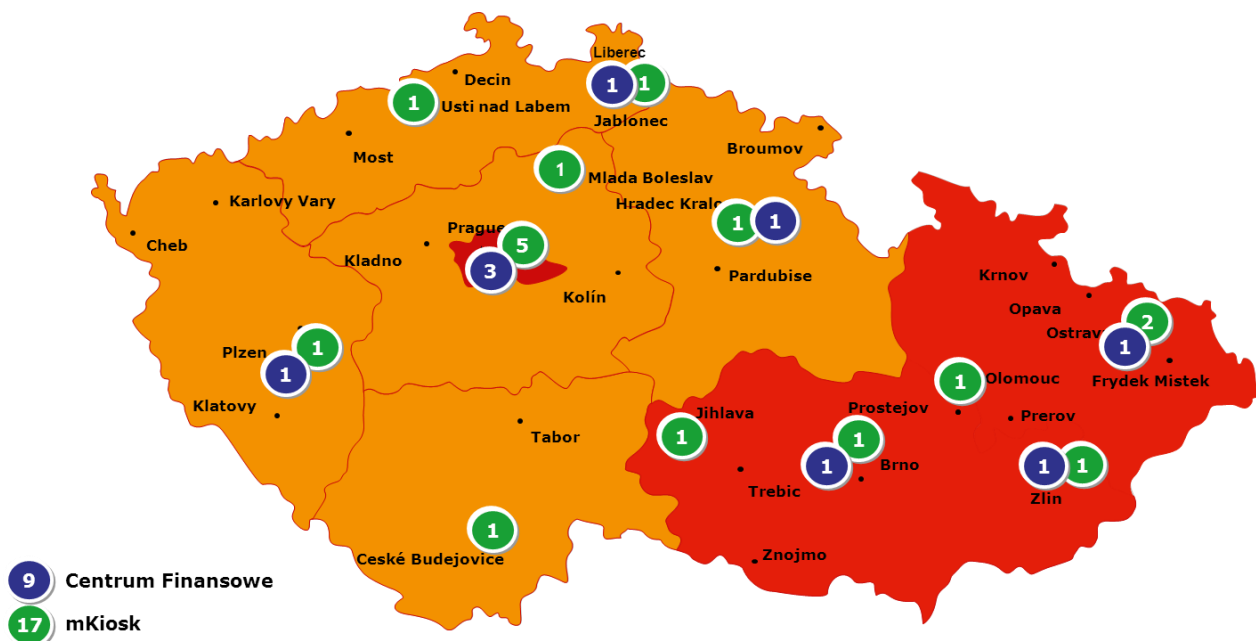 Liberec
1
1
Jablonec
Decin
1
Usti nad Labem
Most
Broumov
1
Mlada Boleslav
Karlovy Vary
Hradec
1
1
Cheb
Prague
5
3
Kladno
Kolín
Pardubise
Krnov
Opava
2
1
Frydek Mistek
Plzen
1
1
Klatovy
Tabor
Jihlava
1
1
Olomouc
Prostejov
Prerov
1
1
Brno
Trebic
1
1
Zlin
1
Ceské Budejovice
Znojmo
9 Centrum Finansowe
17 mKiosk